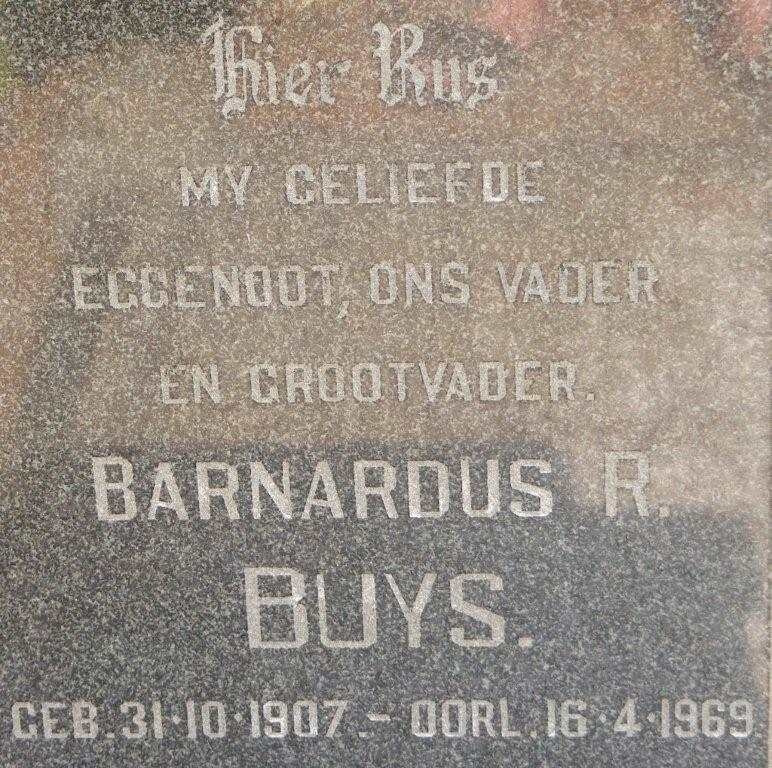 Hier Rus
MY GELIEFDE
EGGENOOT, ONS VADER
EN GROOTVADER.
BARNARDUS R.
BUYS.
GEB. 31·10·1907.- OORL. 16·4·1969